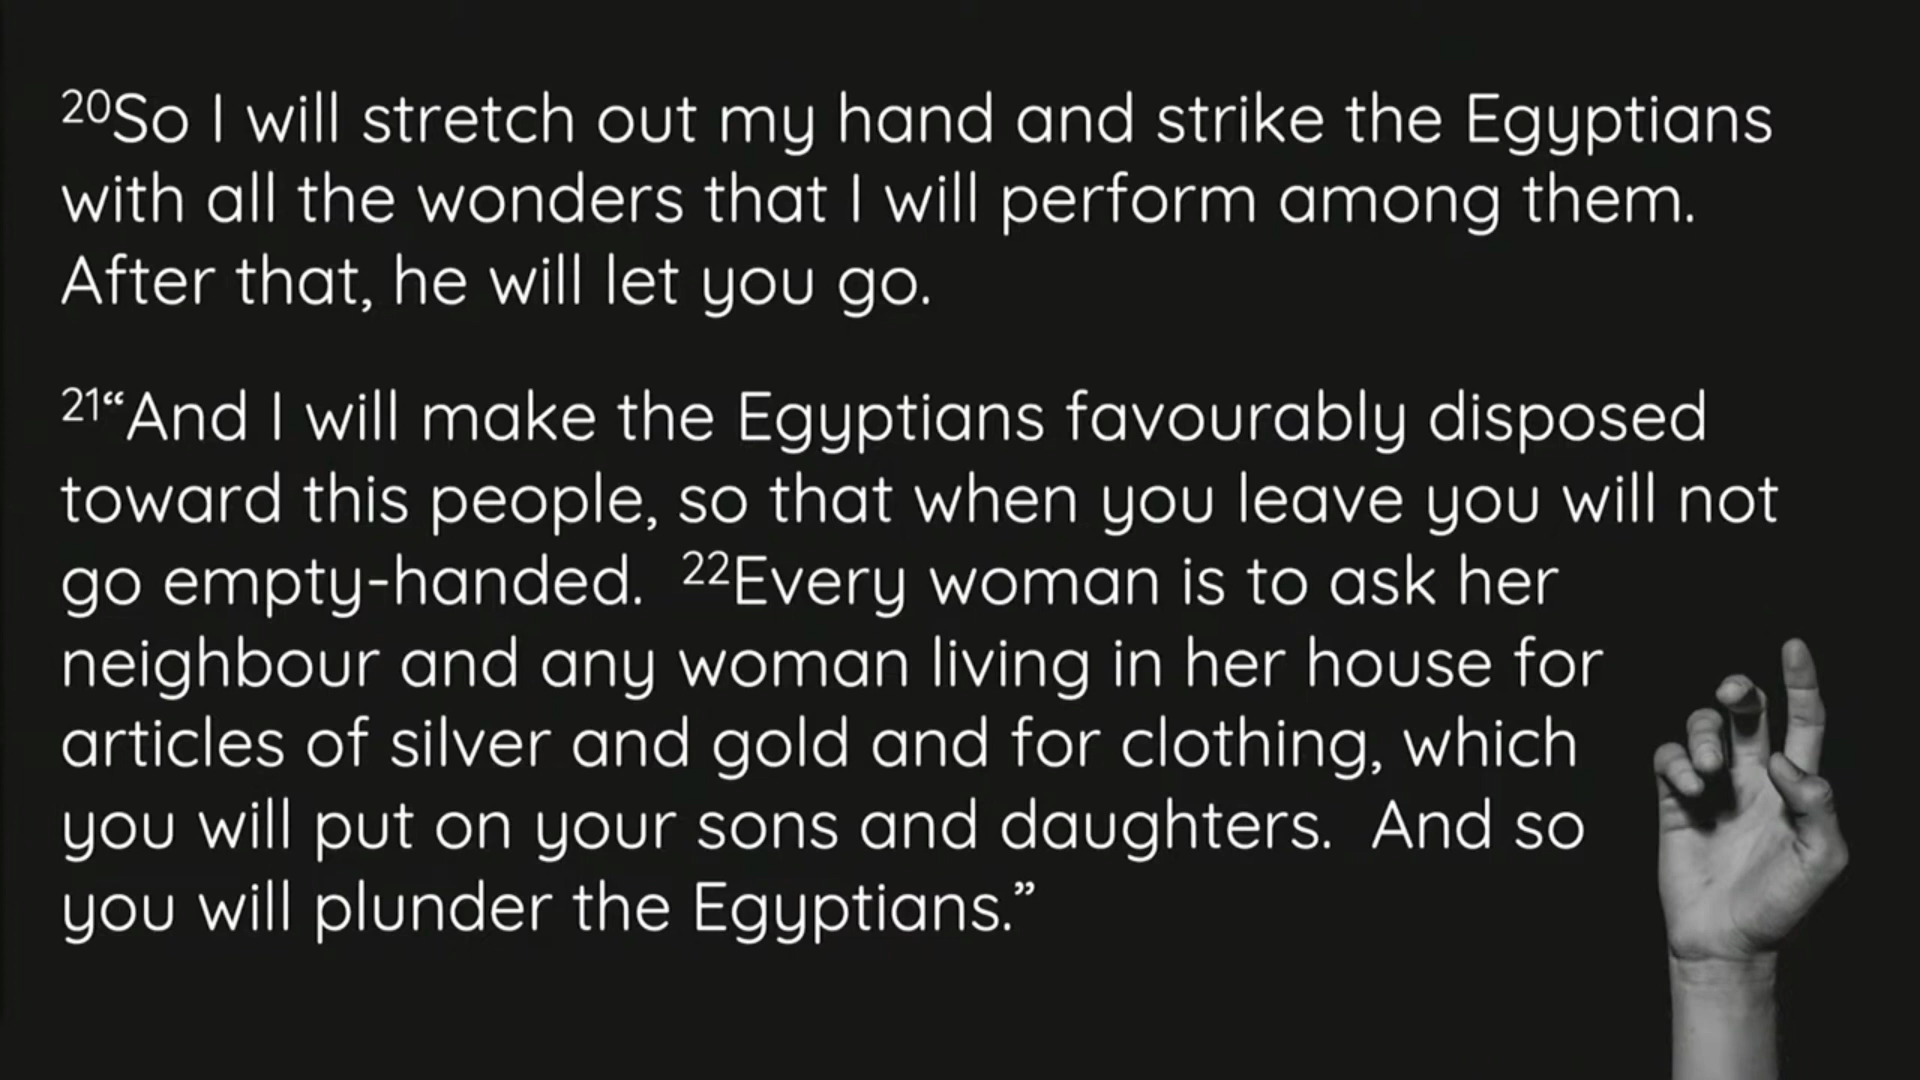 20So I will stretch out my hand and strike the Egyptians
with all the wonders that I will perform among them.
After that, he will let you go.
21“And I will make the Egyptians favourably disposed
toward this people, so that when you leave you will not
go empty-handed.  22Every woman is to ask her
neighbour and any woman living in her house for
articles of silver and gold and for clothing, which
you will put on your sons and daughters.  And so
you will plunder the Egyptians.”